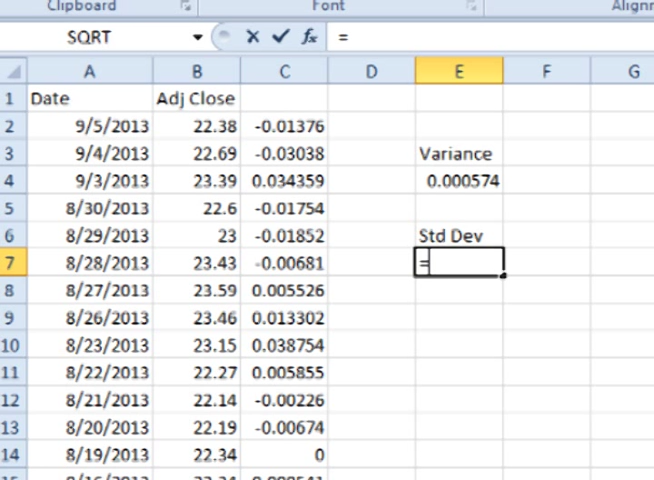 Clipboard Font Alignm
SQRT fx =
A B C D E F G
1 Date Adj Close
2 9/5/2013 22.38 -0.01376
3 9/4/2013 22.69 -0.03038 Variance
4 9/3/2013 23.39 0.034359 0.000574
5 8/30/2013 22.6 -0.01754
6 8/29/2013 23 -0.01852 Std Dev
7 8/28/2013 23.43 -0.00681 =
8 8/27/2013 23.59 0.005526
9 8/26/2013 23.46 0.013302
10 8/23/2013 23.15 0.038754
11 8/22/2013 22.27 0.005855
12 8/21/2013 22.14 -0.00226
13 8/20/2013 22.19 -0.00674
14 8/19/2013 22.34 0